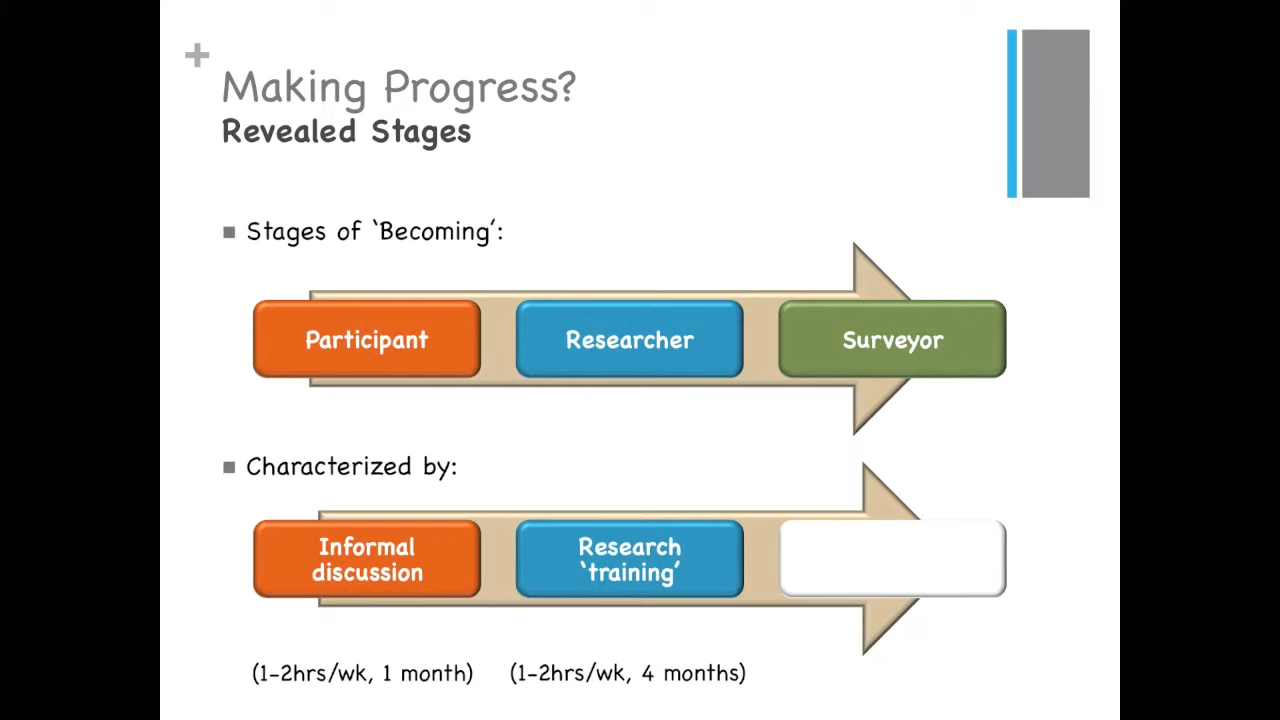 +
Making Progress?
Revealed Stages
Stages of ‘Becoming’:
Participant
Researcher
Surveyor
Characterized by:
Informal
discussion
Research
‘training’
(1-2hrs/wk, 1 month)
(1-2hrs/wk, 4 months)